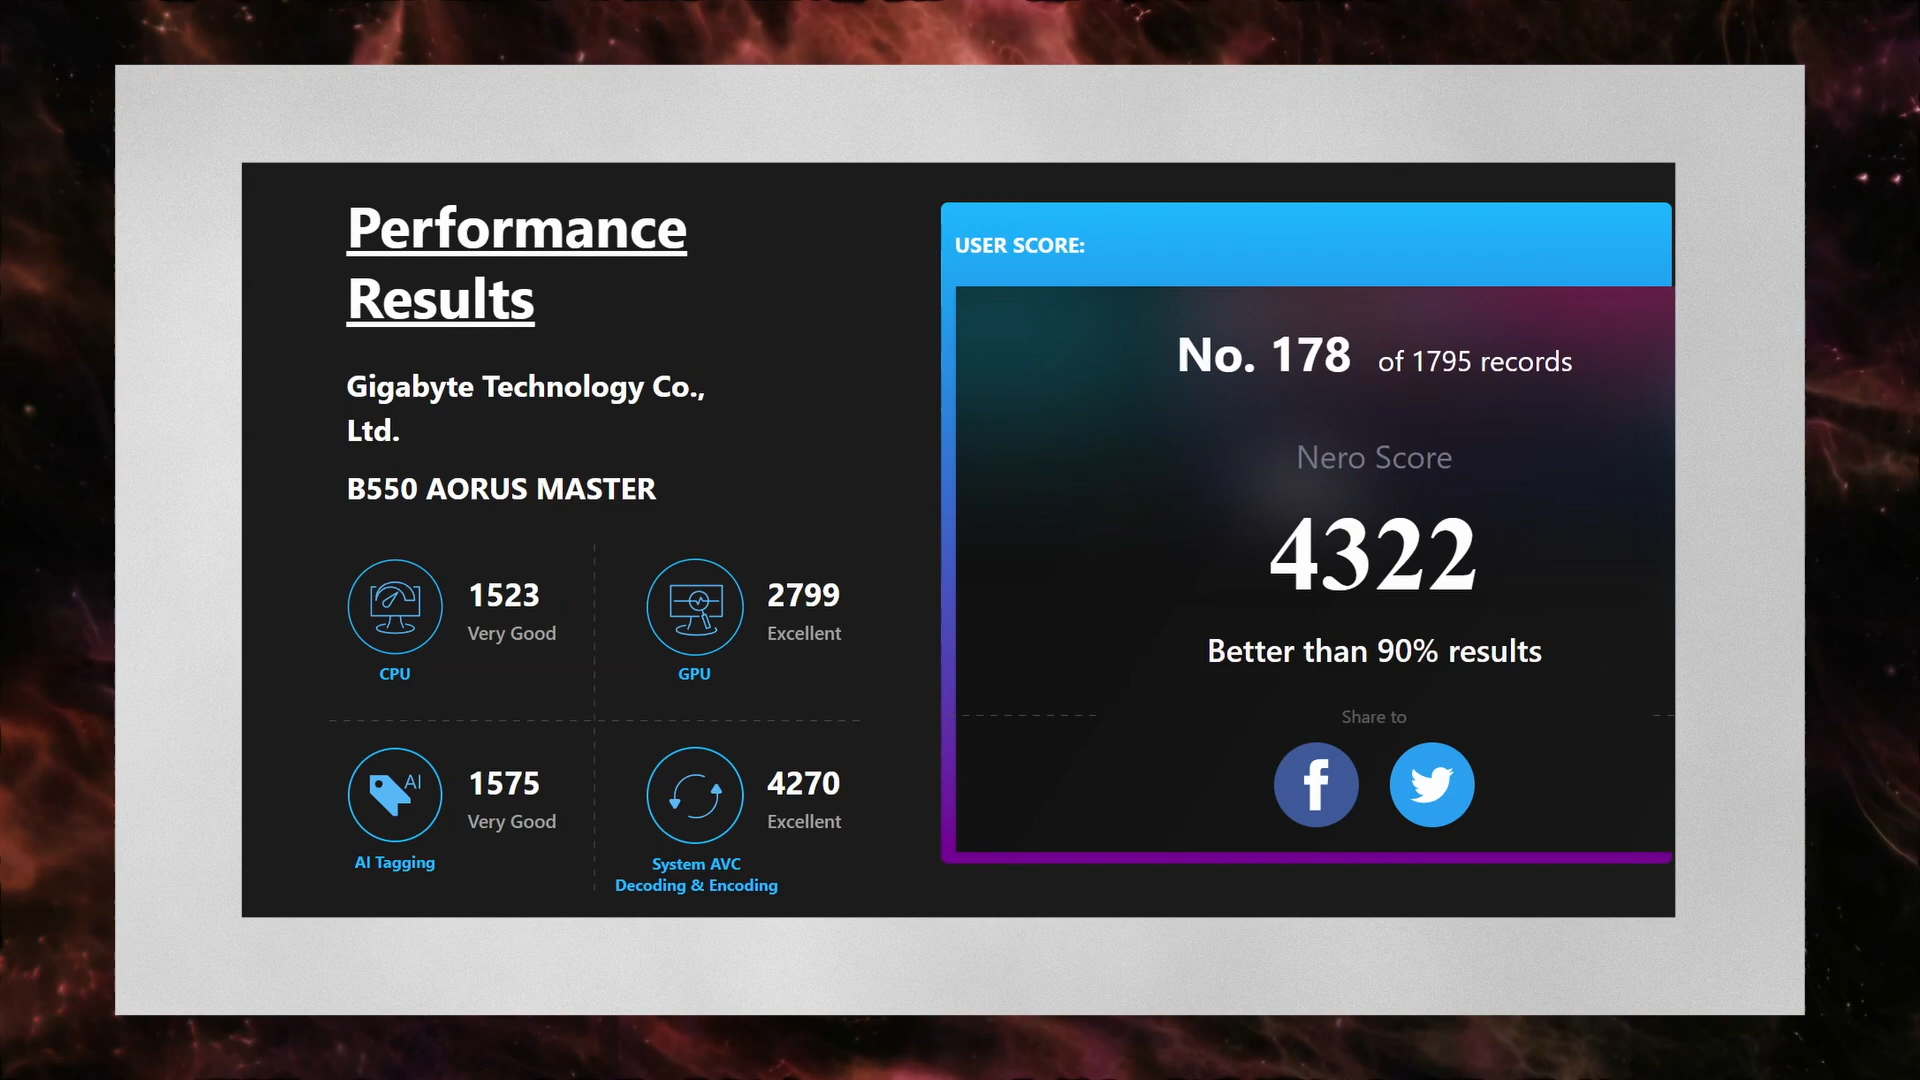 Performance
Results
Gigabyte Technology Co.,
Ltd.
B550 AORUS MASTER
1523
Very Good
CPU
2799
Excellent
GPU
AI
1575
Very Good
AI Tagging
4270
Excellent
System AVC
Decoding & Encoding
USER SCORE:
No. 178 of 1795 records
Nero Score
4322
Better than 90% results
Share to